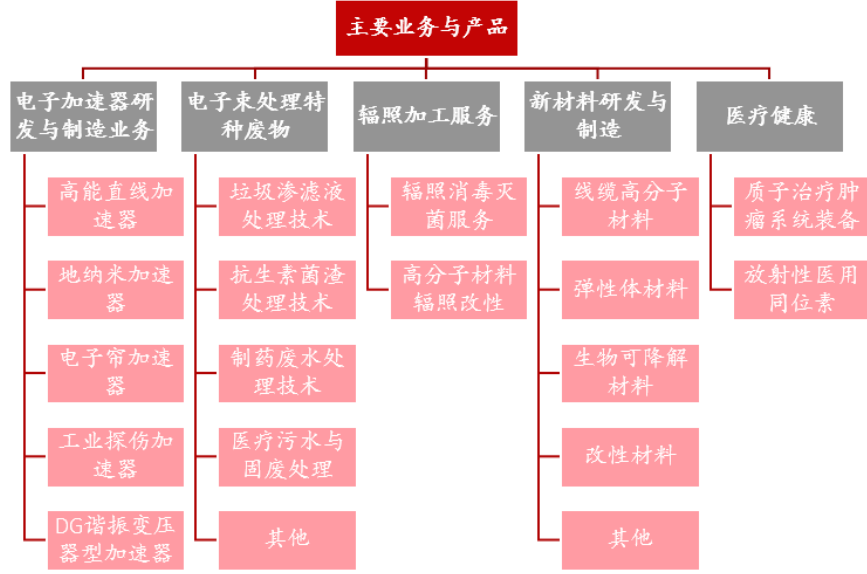 主要业务与产品
电子加速器研
发与制造业务
高能直线加
速器
地纳米加速
器
电子帘加速
器
工业探伤加
速器
DG谐振变压
器型加速器
电子束处理特
种废物
垃圾渗滤液
处理技术
抗生素菌渣
处理技术
制药废水处
理技术
医疗污水与
固废处理
其他
辐照加工服务
辐照消毒灭
菌服务
高分子材料
辐照改性
新材料研发与
制造
线缆高分子
材料
弹性体材料
生物可降解
材料
改性材料
其他
医疗健康
质子治疗肿
瘤系统装备
放射性医用
同位素